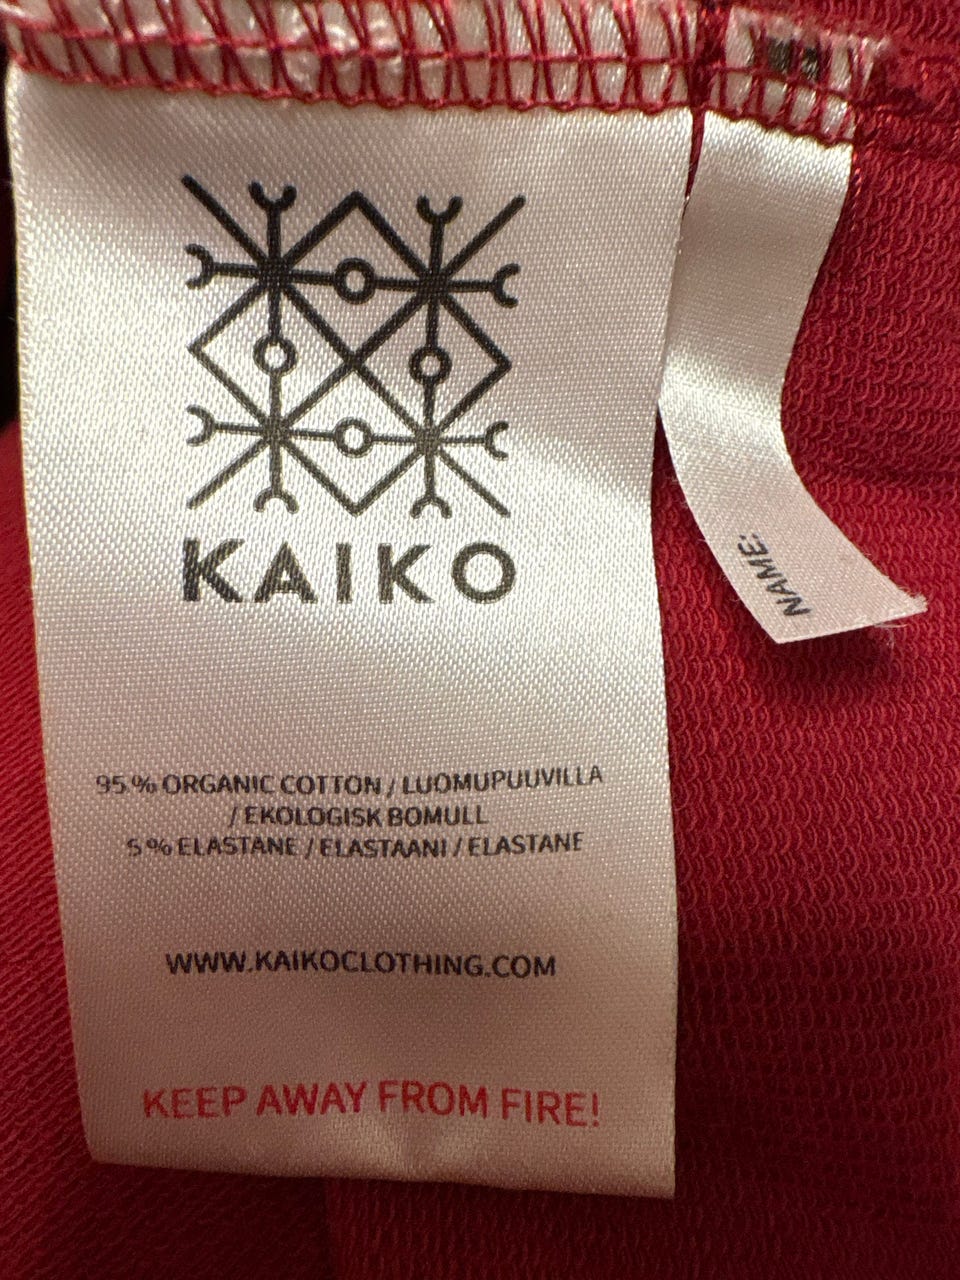 KAIKO
95 % ORGANIC COTTON / LUOMUPUUVILLA
/ EKOLOGISK BOMULL
5 % ELASTANE / ELASTAANI / ELASTANE
WWW.KAIKOCLOTHING.COM
KEEP AWAY FROM FIRE!
NAME: